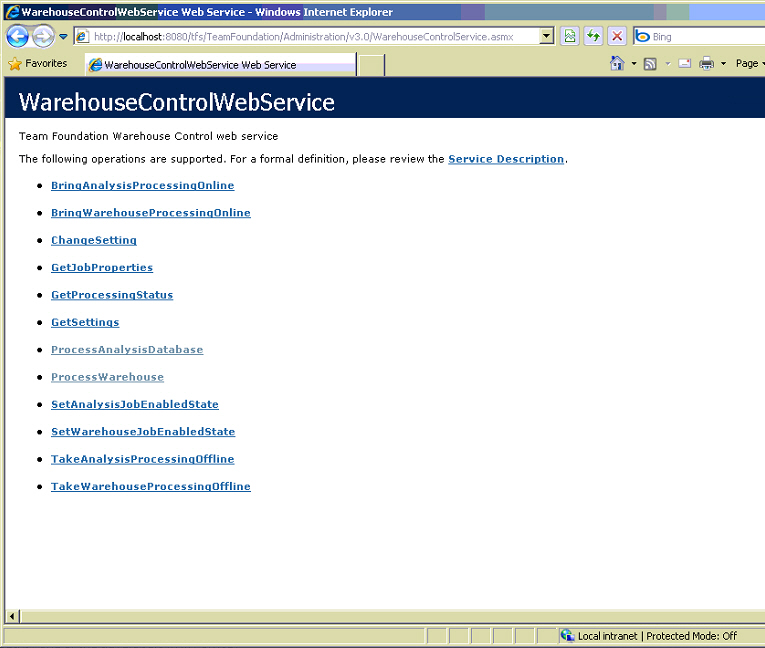 WarehouseControlWebService Web Service - Windows Internet Explorer
http://localhost:8080/tfs/TeamFoundation/Administration/v3.0/WarehouseControlService.asmx
Bing
Favorites
WarehouseControlWebService Web Service
Page
WarehouseControlWebService
Team Foundation Warehouse Control web service
The following operations are supported. For a formal definition, please review the Service Description.
• BringAnalysisProcessingOnline
• BringWarehouseProcessingOnline
• ChangeSetting
• GetJobProperties
• GetProcessingStatus
• GetSettings
• ProcessAnalysisDatabase
• ProcessWarehouse
• SetAnalysisJobEnabledState
• SetWarehouseJobEnabledState
• TakeAnalysisProcessingOffline
• TakeWarehouseProcessingOffline
Local intranet | Protected Mode: Off